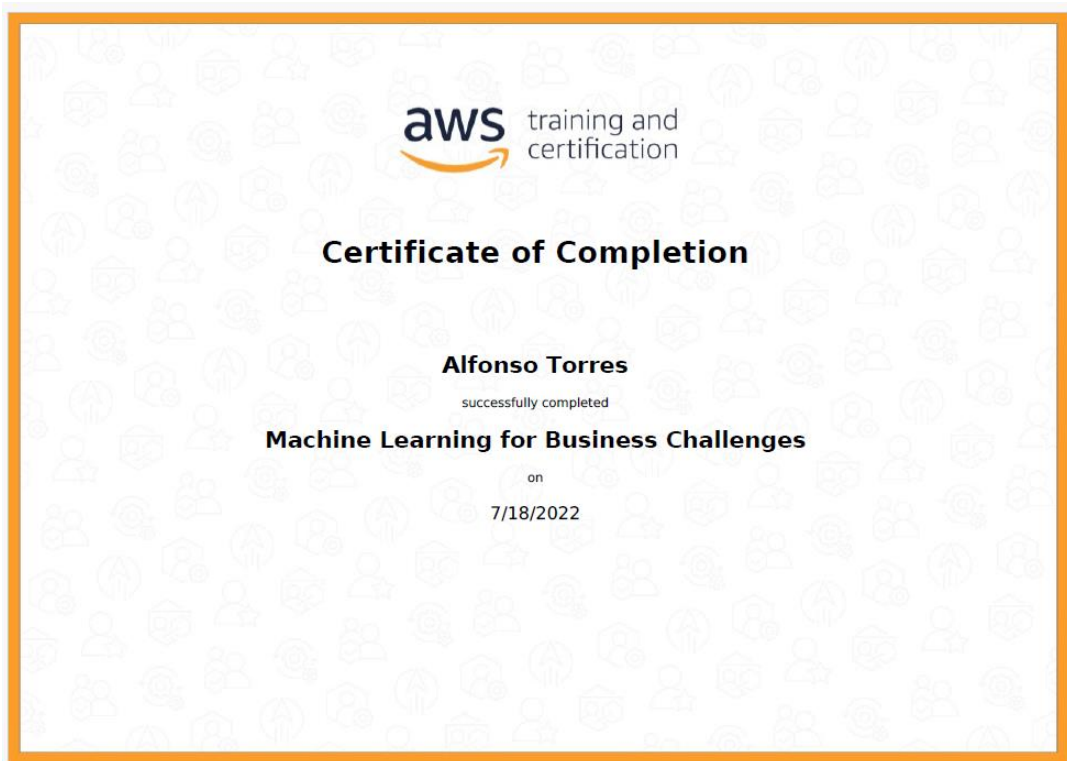 aws training and
certification
Certificate of Completion
Alfonso Torres
successfully completed
Machine Learning for Business Challenges
on
7/18/2022